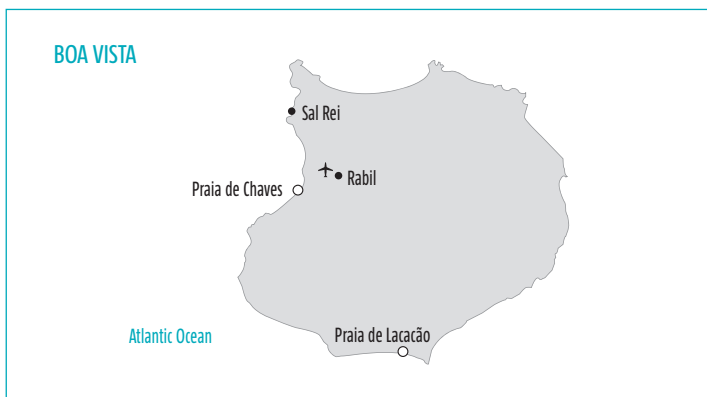 BOA VISTA
Sal Rei
Rabil
Praia de Chaves
Atlantic Ocean
Praia de Lacacão